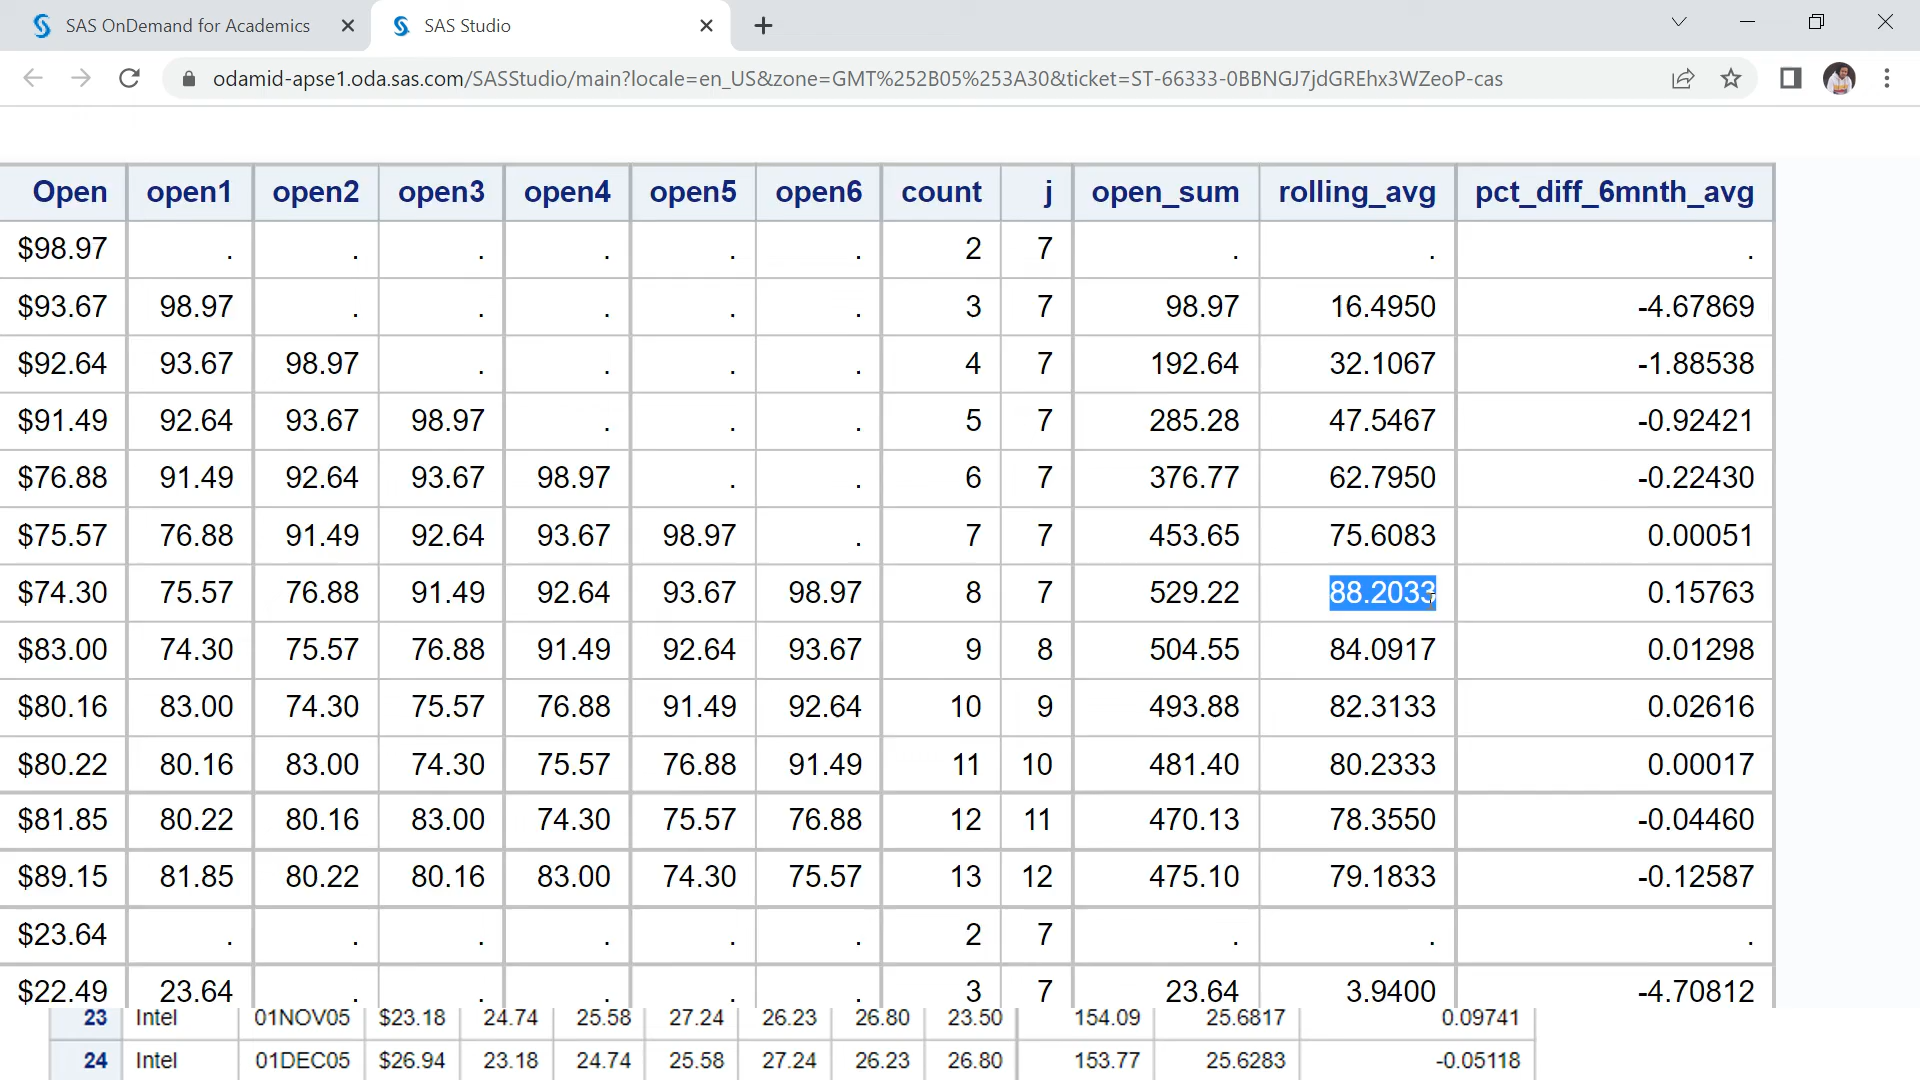 SAS OnDemand for Academics
SAS Studio
odamid-apse1.oda.sas.com/SASStudio/main?locale=en_US&zone=GMT%252B05%253A30&ticket=ST-66333-0BBNGJ7jdGREhx3WZeoP-cas
Open open1 open2 open3 open4 open5 open6 count j open_sum rolling_avg pct_diff_6mnth_avg
$98.97 . . . . . . 2 7 . . .
$93.67 98.97 . . . . . 3 7 98.97 16.4950 -4.67869
$92.64 93.67 98.97 . . . . 4 7 192.64 32.1067 -1.88538
$91.49 92.64 93.67 98.97 . . . 5 7 285.28 47.5467 -0.92421
$76.88 91.49 92.64 93.67 98.97 . . 6 7 376.77 62.7950 -0.22430
$75.57 76.88 91.49 92.64 93.67 98.97 . 7 7 453.65 75.6083 0.00051
$74.30 75.57 76.88 91.49 92.64 93.67 98.97 8 7 529.22 88.2033 0.15763
$83.00 74.30 75.57 76.88 91.49 92.64 93.67 9 8 504.55 84.0917 0.01298
$80.16 83.00 74.30 75.57 76.88 91.49 92.64 10 9 493.88 82.3133 0.02616
$80.22 80.16 83.00 74.30 75.57 76.88 91.49 11 10 481.40 80.2333 0.00017
$81.85 80.22 80.16 83.00 74.30 75.57 76.88 12 11 470.13 78.3550 -0.04460
$89.15 81.85 80.22 80.16 83.00 74.30 75.57 13 12 475.10 79.1833 -0.12587
$23.64 . . . . . . 2 7 . . .
$22.49 23.64 . . . . . 3 7 23.64 3.9400 -4.70812
23 Intel 01NOV05 $23.18 24.74 25.58 27.24 26.23 26.80 23.50 154.09 25.6817 0.09741
24 Intel 01DEC05 $26.94 23.18 24.74 25.58 27.24 26.23 26.80 153.77 25.6283 -0.05118